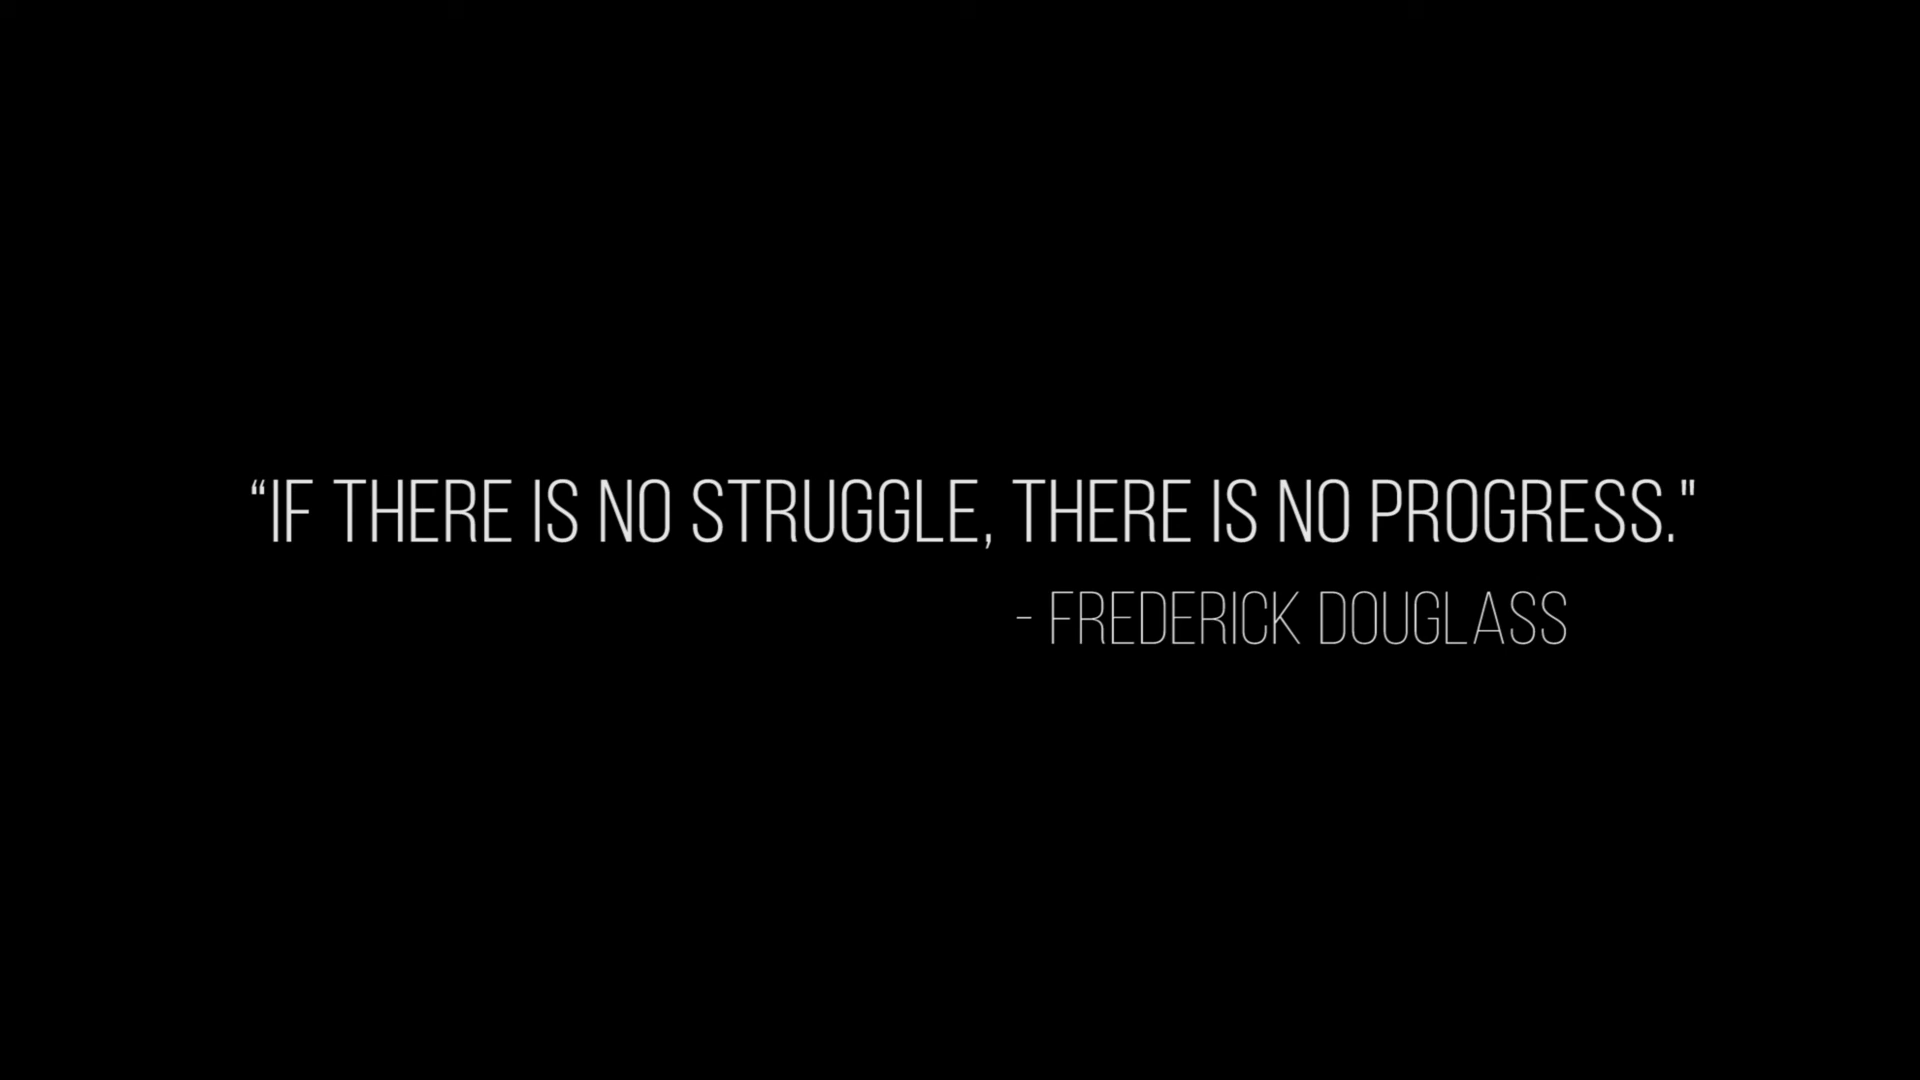 “IF THERE IS NO STRUGGLE, THERE IS NO PROGRESS."
- FREDERICK DOUGLASS